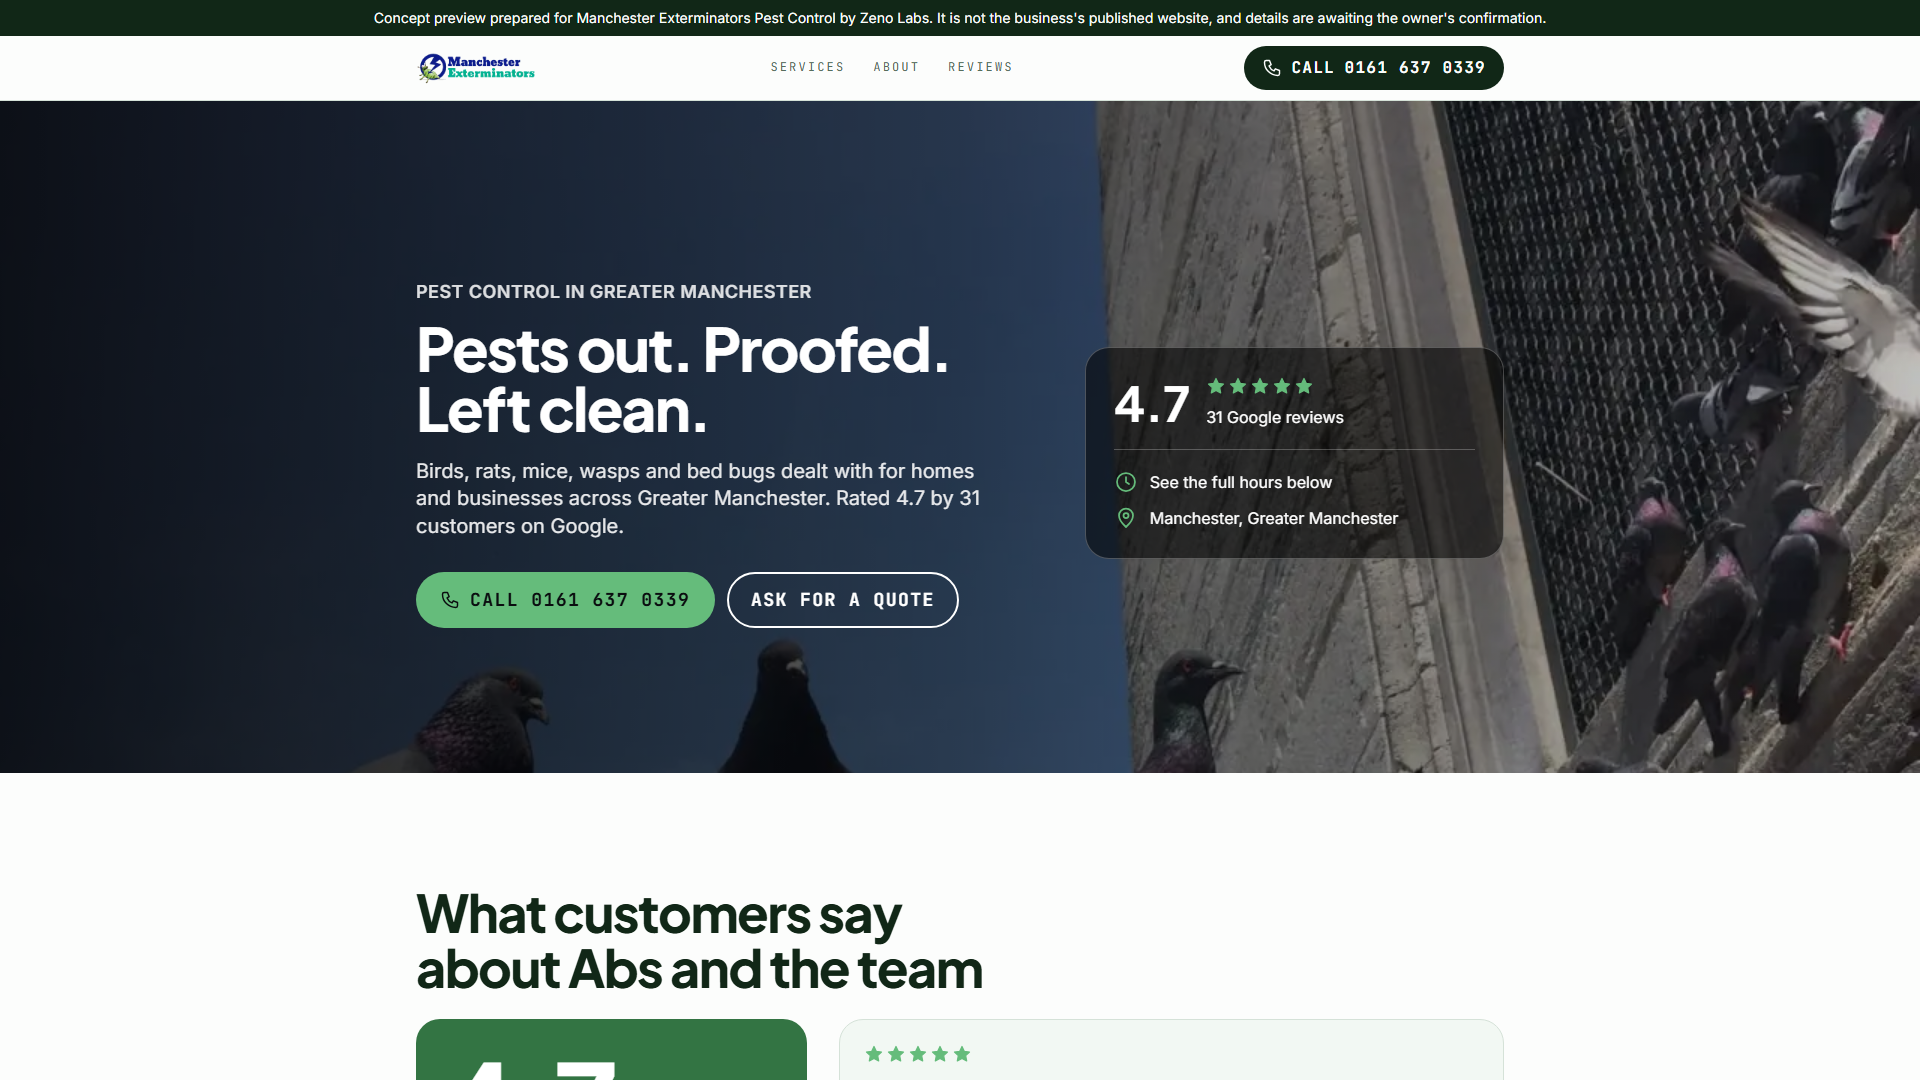 Concept preview prepared for Manchester Exterminators Pest Control by Zeno Labs. It is not the business's published website, and details are awaiting the owner's confirmation.
Manchester
Exterminators
SERVICES
ABOUT
REVIEWS
CALL 0161 637 0339
PEST CONTROL IN GREATER MANCHESTER
Pests out. Proofed.
Left clean.
Birds, rats, mice, wasps and bed bugs dealt with for homes
and businesses across Greater Manchester. Rated 4.7 by 31
customers on Google.
CALL 0161 637 0339
ASK FOR A QUOTE
4.7
31 Google reviews
See the full hours below
Manchester, Greater Manchester
What customers say
about Abs and the team
4.7